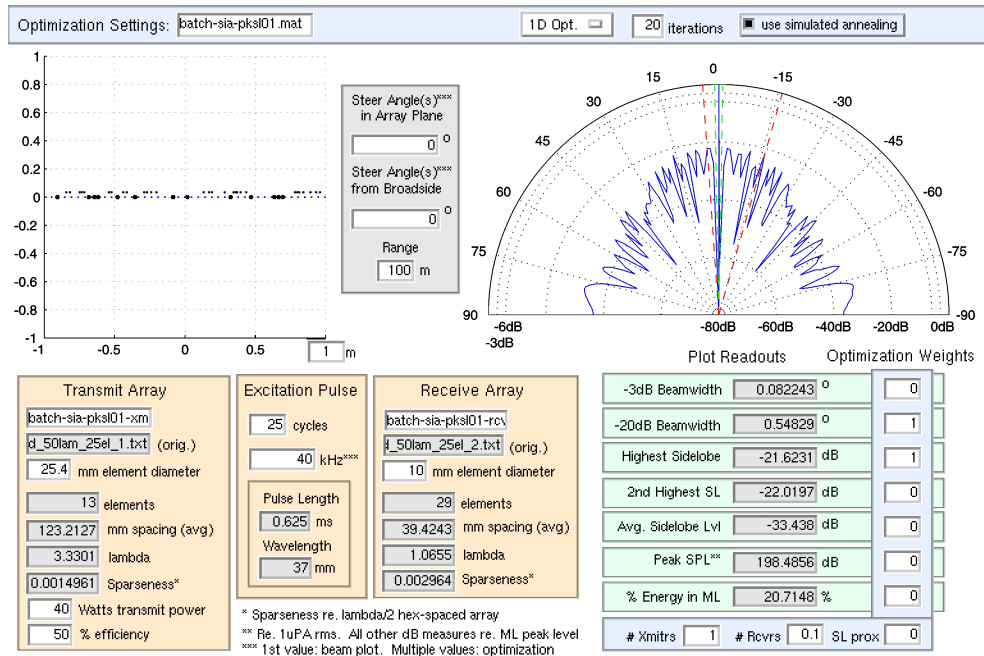 Optimization Settings: batch-sia-pksl01.mat 1D Opt. 20 iterations use simulated annealing
1
0.8
0.6
0.4
0.2
0
-0.2
-0.4
-0.6
-0.8
-1
-1 -0.5 0 0.5 1 m
Steer Angle(s)***
in Array Plane
0 o
Steer Angle(s)***
from Broadside
0 o
Range
100 m
90 75 60 45 30 15 0 -15 -30 -45 -60 -75 -90
-6dB -80dB -60dB -40dB -20dB 0dB
-3dB
Plot Readouts Optimization Weights
Transmit Array
batch-sia-pksl01-xm
d_50lam_25el_1.txt (orig.)
25.4 mm element diameter
13 elements
123.2127 mm spacing (avg)
3.3301 lambda
0.0014961 Sparseness*
40 Watts transmit power
50 % efficiency
Excitation Pulse
25 cycles
40 kHz***
Pulse Length
0.625 ms
Wavelength
37 mm
Receive Array
batch-sia-pksl01-rcv
d_50lam_25el_2.txt (orig.)
10 mm element diameter
29 elements
39.4243 mm spacing (avg)
1.0655 lambda
0.002964 Sparseness*
* Sparseness re. lambda/2 hex-spaced array
** Re. 1uPA rms. All other dB measures re. ML peak level
*** 1st value: beam plot. Multiple values: optimization
-3dB Beamwidth 0.082243 o 0
-20dB Beamwidth 0.54829 o 1
Highest Sidelobe -21.6231 dB 1
2nd Highest SL -22.0197 dB 0
Avg. Sidelobe Lvl -33.438 dB 0
Peak SPL** 198.4856 dB 0
% Energy in ML 20.7148 % 0
# Xmitrs 1 # Rcvrs 0.1 SL prox 0